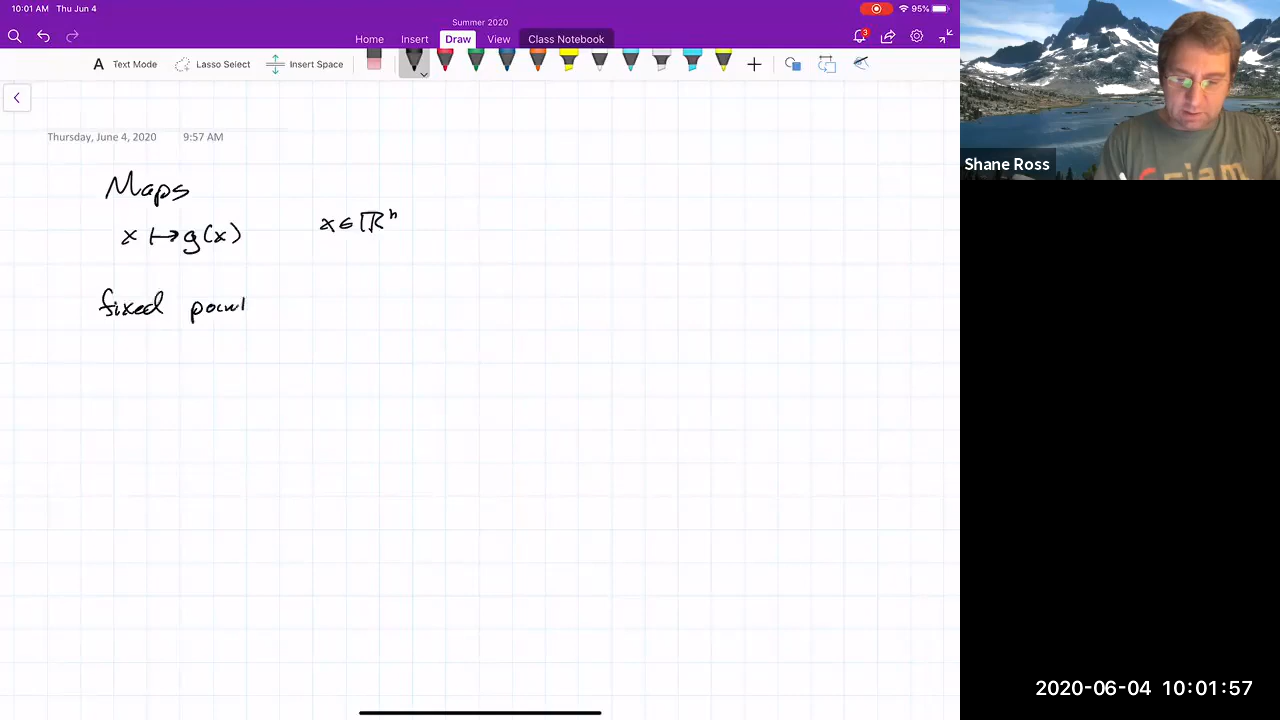 10:01 AM Thu Jun 4
95%
Summer 2020
Home Insert Draw View Class Notebook
3
A Text Mode Lasso Select Insert Space
Thursday, June 4, 2020 9:57 AM
Maps
x ↦ g(x) x ∈ ℝⁿ
fixed point
Shane Ross
siam
2020-06-04 10:01:57